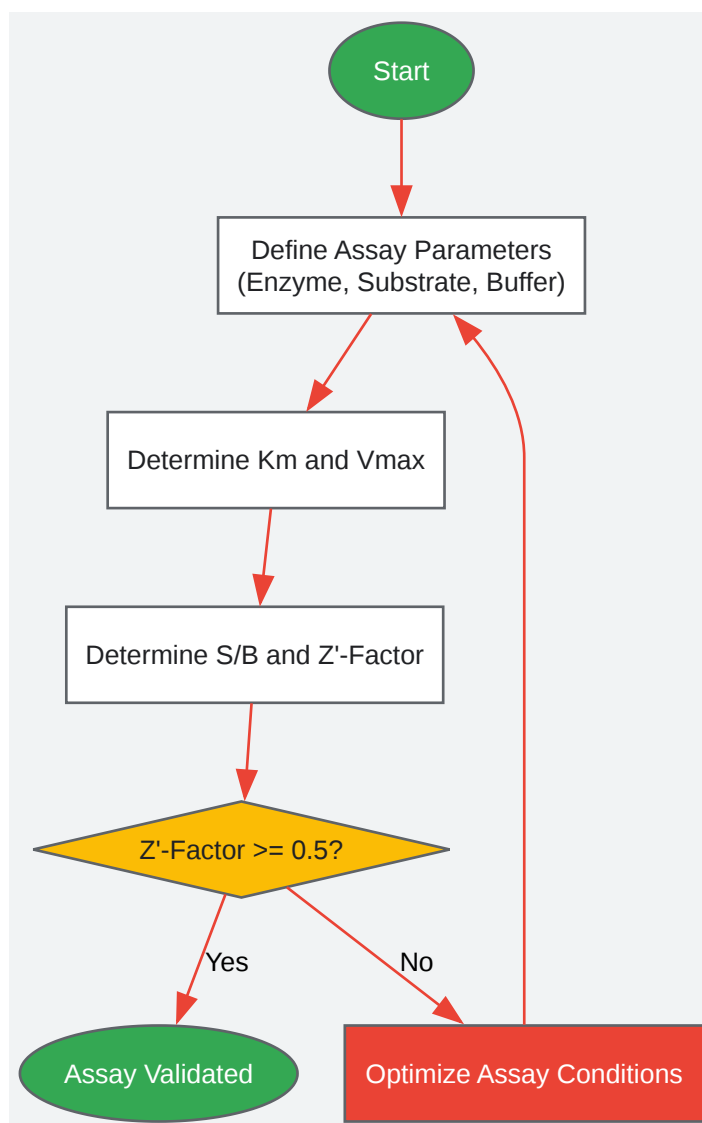 Start
Define Assay Parameters
(Enzyme, Substrate, Buffer)
Determine Km and Vmax
Determine S/B and Z'-Factor
Z'-Factor >= 0.5?
Yes
No
Assay Validated
Optimize Assay Conditions